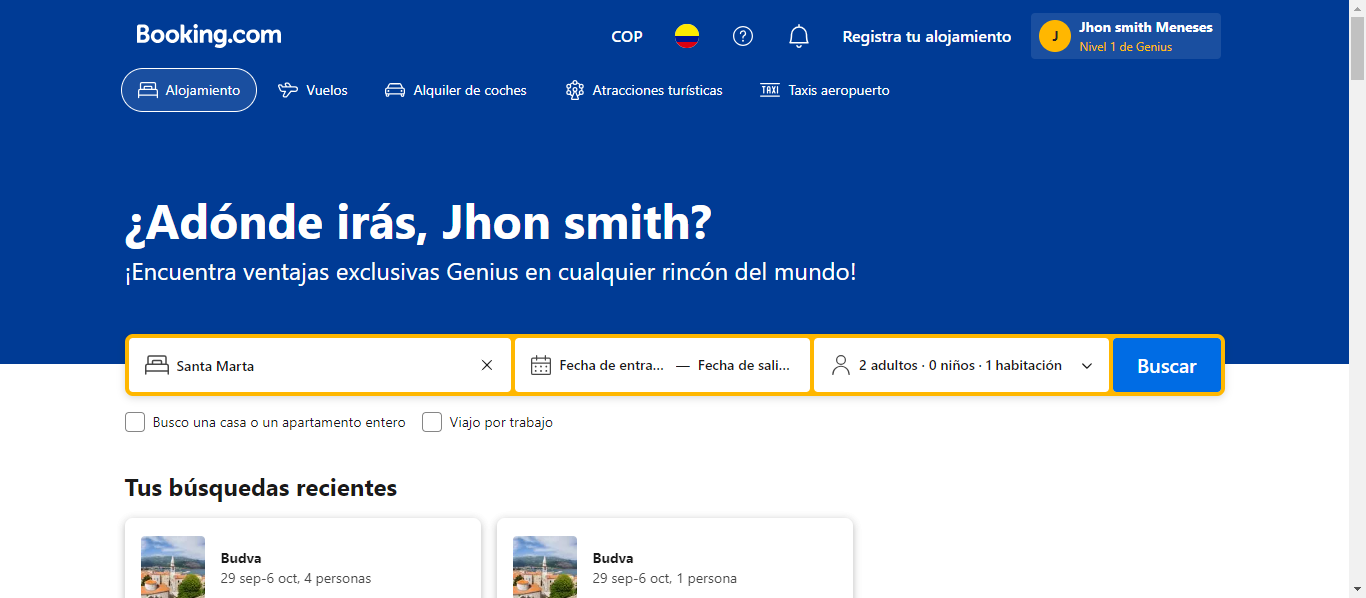 Booking.com
COP
Registra tu alojamiento
J
Jhon smith Meneses
Nivel 1 de Genius
Alojamiento
Vuelos
Alquiler de coches
Atracciones turísticas
TAXI
Taxis aeropuerto
¿Adónde irás, Jhon smith?
¡Encuentra ventajas exclusivas Genius en cualquier rincón del mundo!
Santa Marta
Fecha de entra... — Fecha de sali...
2 adultos · 0 niños · 1 habitación
Buscar
Busco una casa o un apartamento entero
Viajo por trabajo
Tus búsquedas recientes
Budva
29 sep-6 oct, 4 personas
Budva
29 sep-6 oct, 1 persona